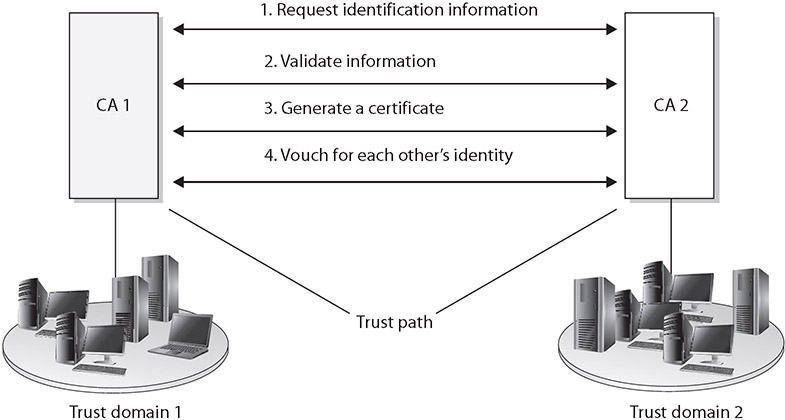 1. Request identification information
2. Validate information
CA 1
3. Generate a certificate
CA 2
4. Vouch for each other’s identity
Trust path
Trust domain 1
Trust domain 2